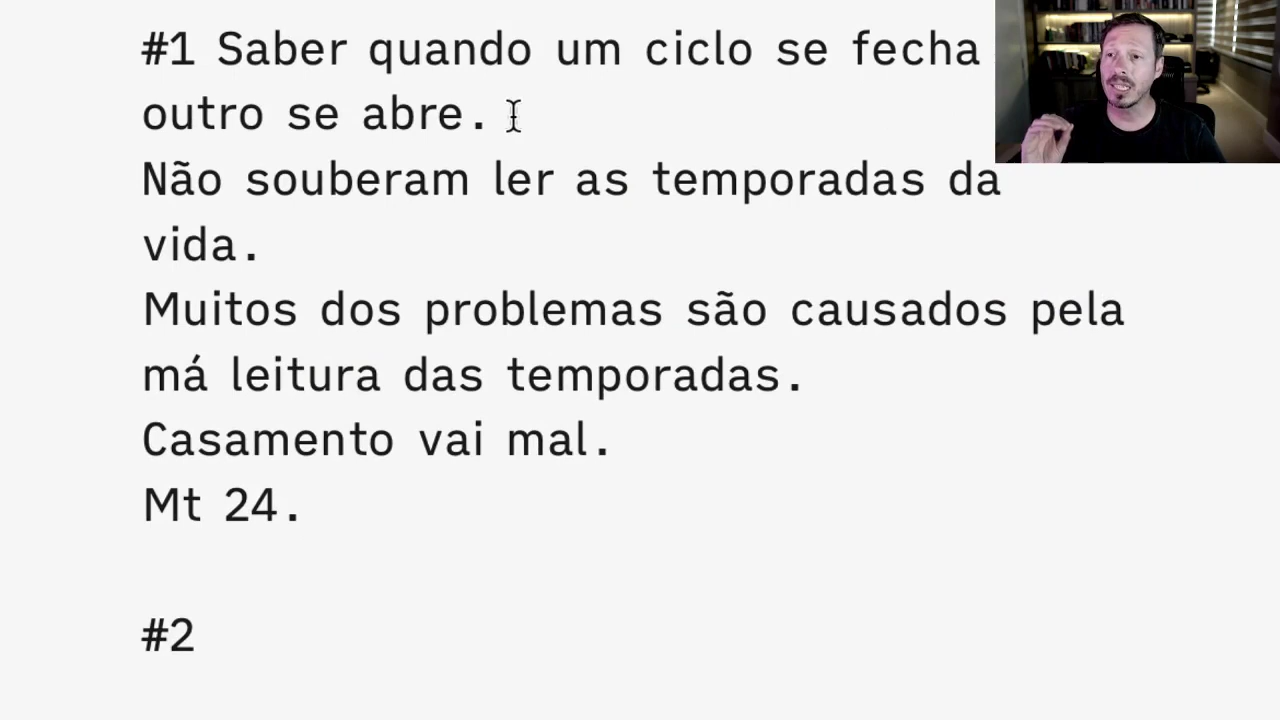 #1 Saber quando um ciclo se fecha
outro se abre.
Não souberam ler as temporadas da
vida.
Muitos dos problemas são causados pela
má leitura das temporadas.
Casamento vai mal.
Mt 24.
#2